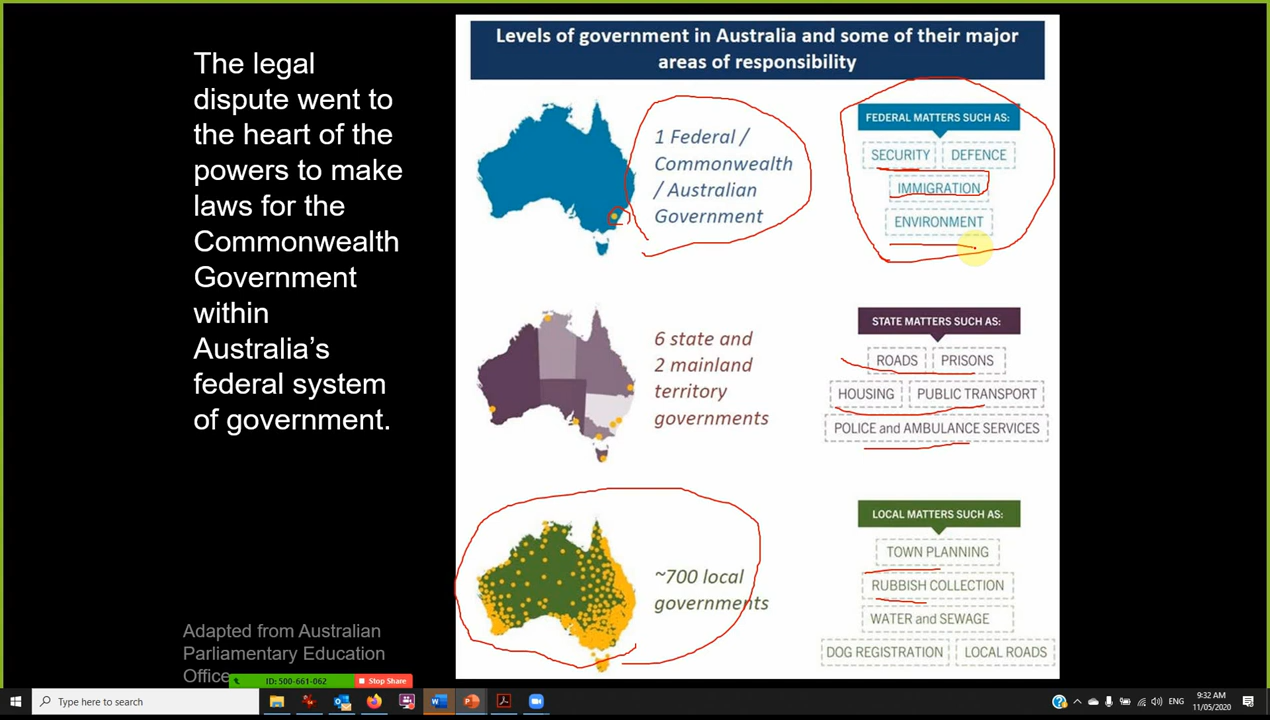 The legal
dispute went to
the heart of the
powers to make
laws for the
Commonwealth
Government
within
Australia’s
federal system
of government.
Adapted from Australian
Parliamentary Education
Office
Levels of government in Australia and some of their major
areas of responsibility
1 Federal /
Commonwealth
/ Australian
Government
FEDERAL MATTERS SUCH AS:
SECURITY DEFENCE
IMMIGRATION
ENVIRONMENT
6 state and
2 mainland
territory
governments
STATE MATTERS SUCH AS:
ROADS PRISONS
HOUSING PUBLIC TRANSPORT
POLICE and AMBULANCE SERVICES
~700 local
governments
LOCAL MATTERS SUCH AS:
TOWN PLANNING
RUBBISH COLLECTION
WATER and SEWAGE
DOG REGISTRATION LOCAL ROADS
ID: 500-661-062 Stop Share
Type here to search
ENG
9:32 AM
11/05/2020